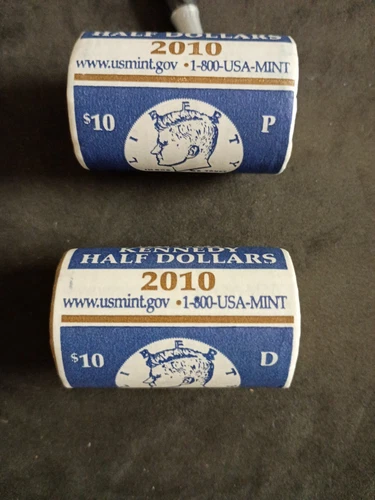 HALF DOLLARS
2010
www.usmint.gov • 1-800-USA-MINT
$10 LIBERTY P
KENNEDY
HALF DOLLARS
2010
www.usmint.gov • 1-800-USA-MINT
$10 LIBERTY D